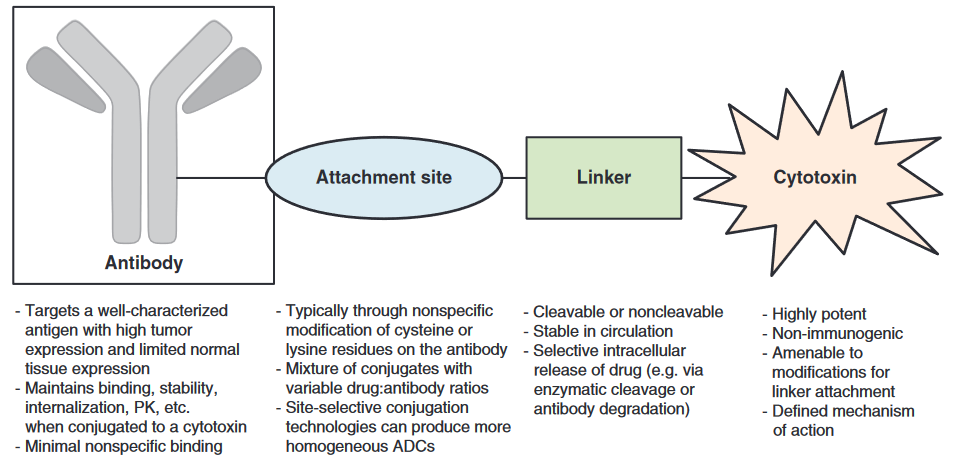 Antibody
Attachment site
Linker
Cytotoxin
- Targets a well-characterized
antigen with high tumor
expression and limited normal
tissue expression
- Maintains binding, stability,
internalization, PK, etc.
when conjugated to a cytotoxin
- Minimal nonspecific binding
- Typically through nonspecific
modification of cysteine or
lysine residues on the antibody
- Mixture of conjugates with
variable drug:antibody ratios
- Site-selective conjugation
technologies can produce more
homogeneous ADCs
- Cleavable or noncleavable
- Stable in circulation
- Selective intracellular
release of drug (e.g. via
enzymatic cleavage or
antibody degradation)
- Highly potent
- Non-immunogenic
- Amenable to
modifications for
linker attachment
- Defined mechanism
of action